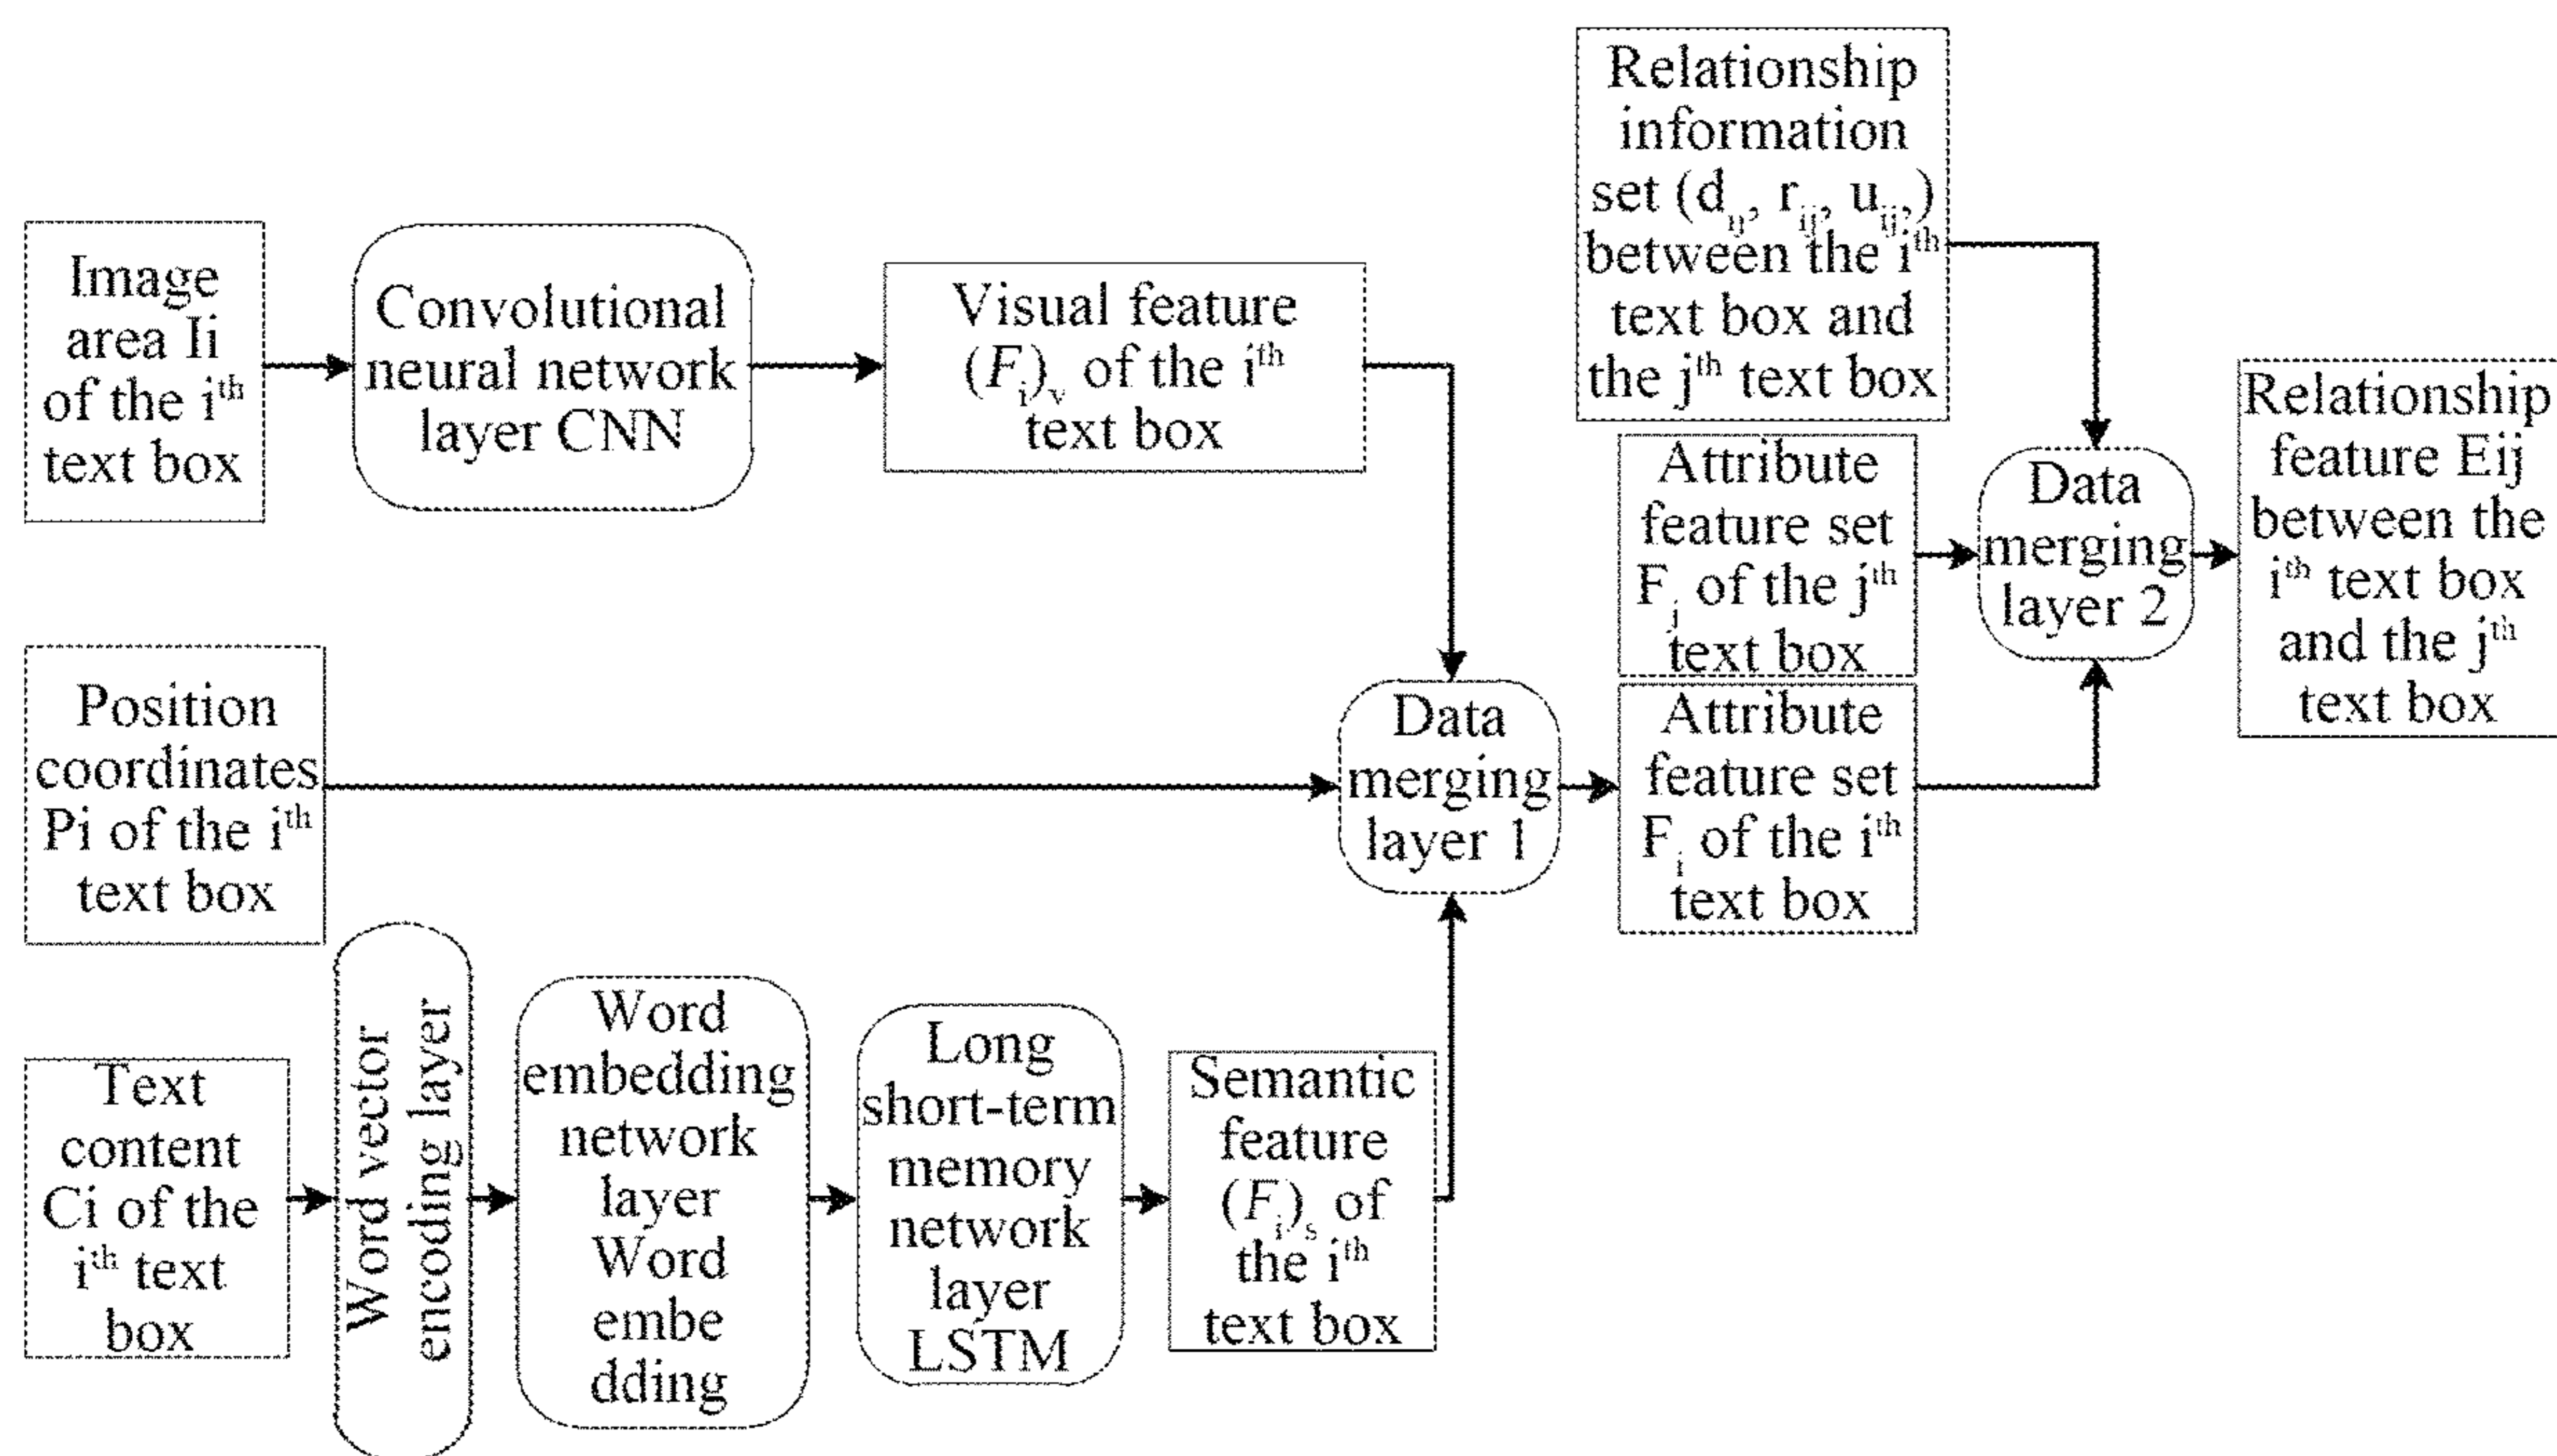 Image
area Ii
of the iᵗʰ
text box
Convolutional
neural network
layer CNN
Visual feature
(Fᵢ)ᵥ of the iᵗʰ
text box
Relationship
information
set (dᵢⱼ, rᵢⱼ, uᵢⱼ,)
between the iᵗʰ
text box and
the jᵗʰ text box
Attribute
feature set
Fⱼ of the jᵗʰ
text box
Data
merging
layer 2
Relationship
feature Eij
between the
iᵗʰ text box
and the jᵗʰ
text box
Position
coordinates
Pi of the iᵗʰ
text box
Data
merging
layer 1
Attribute
feature set
Fᵢ of the iᵗʰ
text box
Text
content
Ci of the
iᵗʰ text
box
Word vector
encoding layer
Word
embedding
network
layer
Word
embe
dding
Long
short-term
memory
network
layer
LSTM
Semantic
feature
(Fᵢ)ₛ of
the iᵗʰ
text box